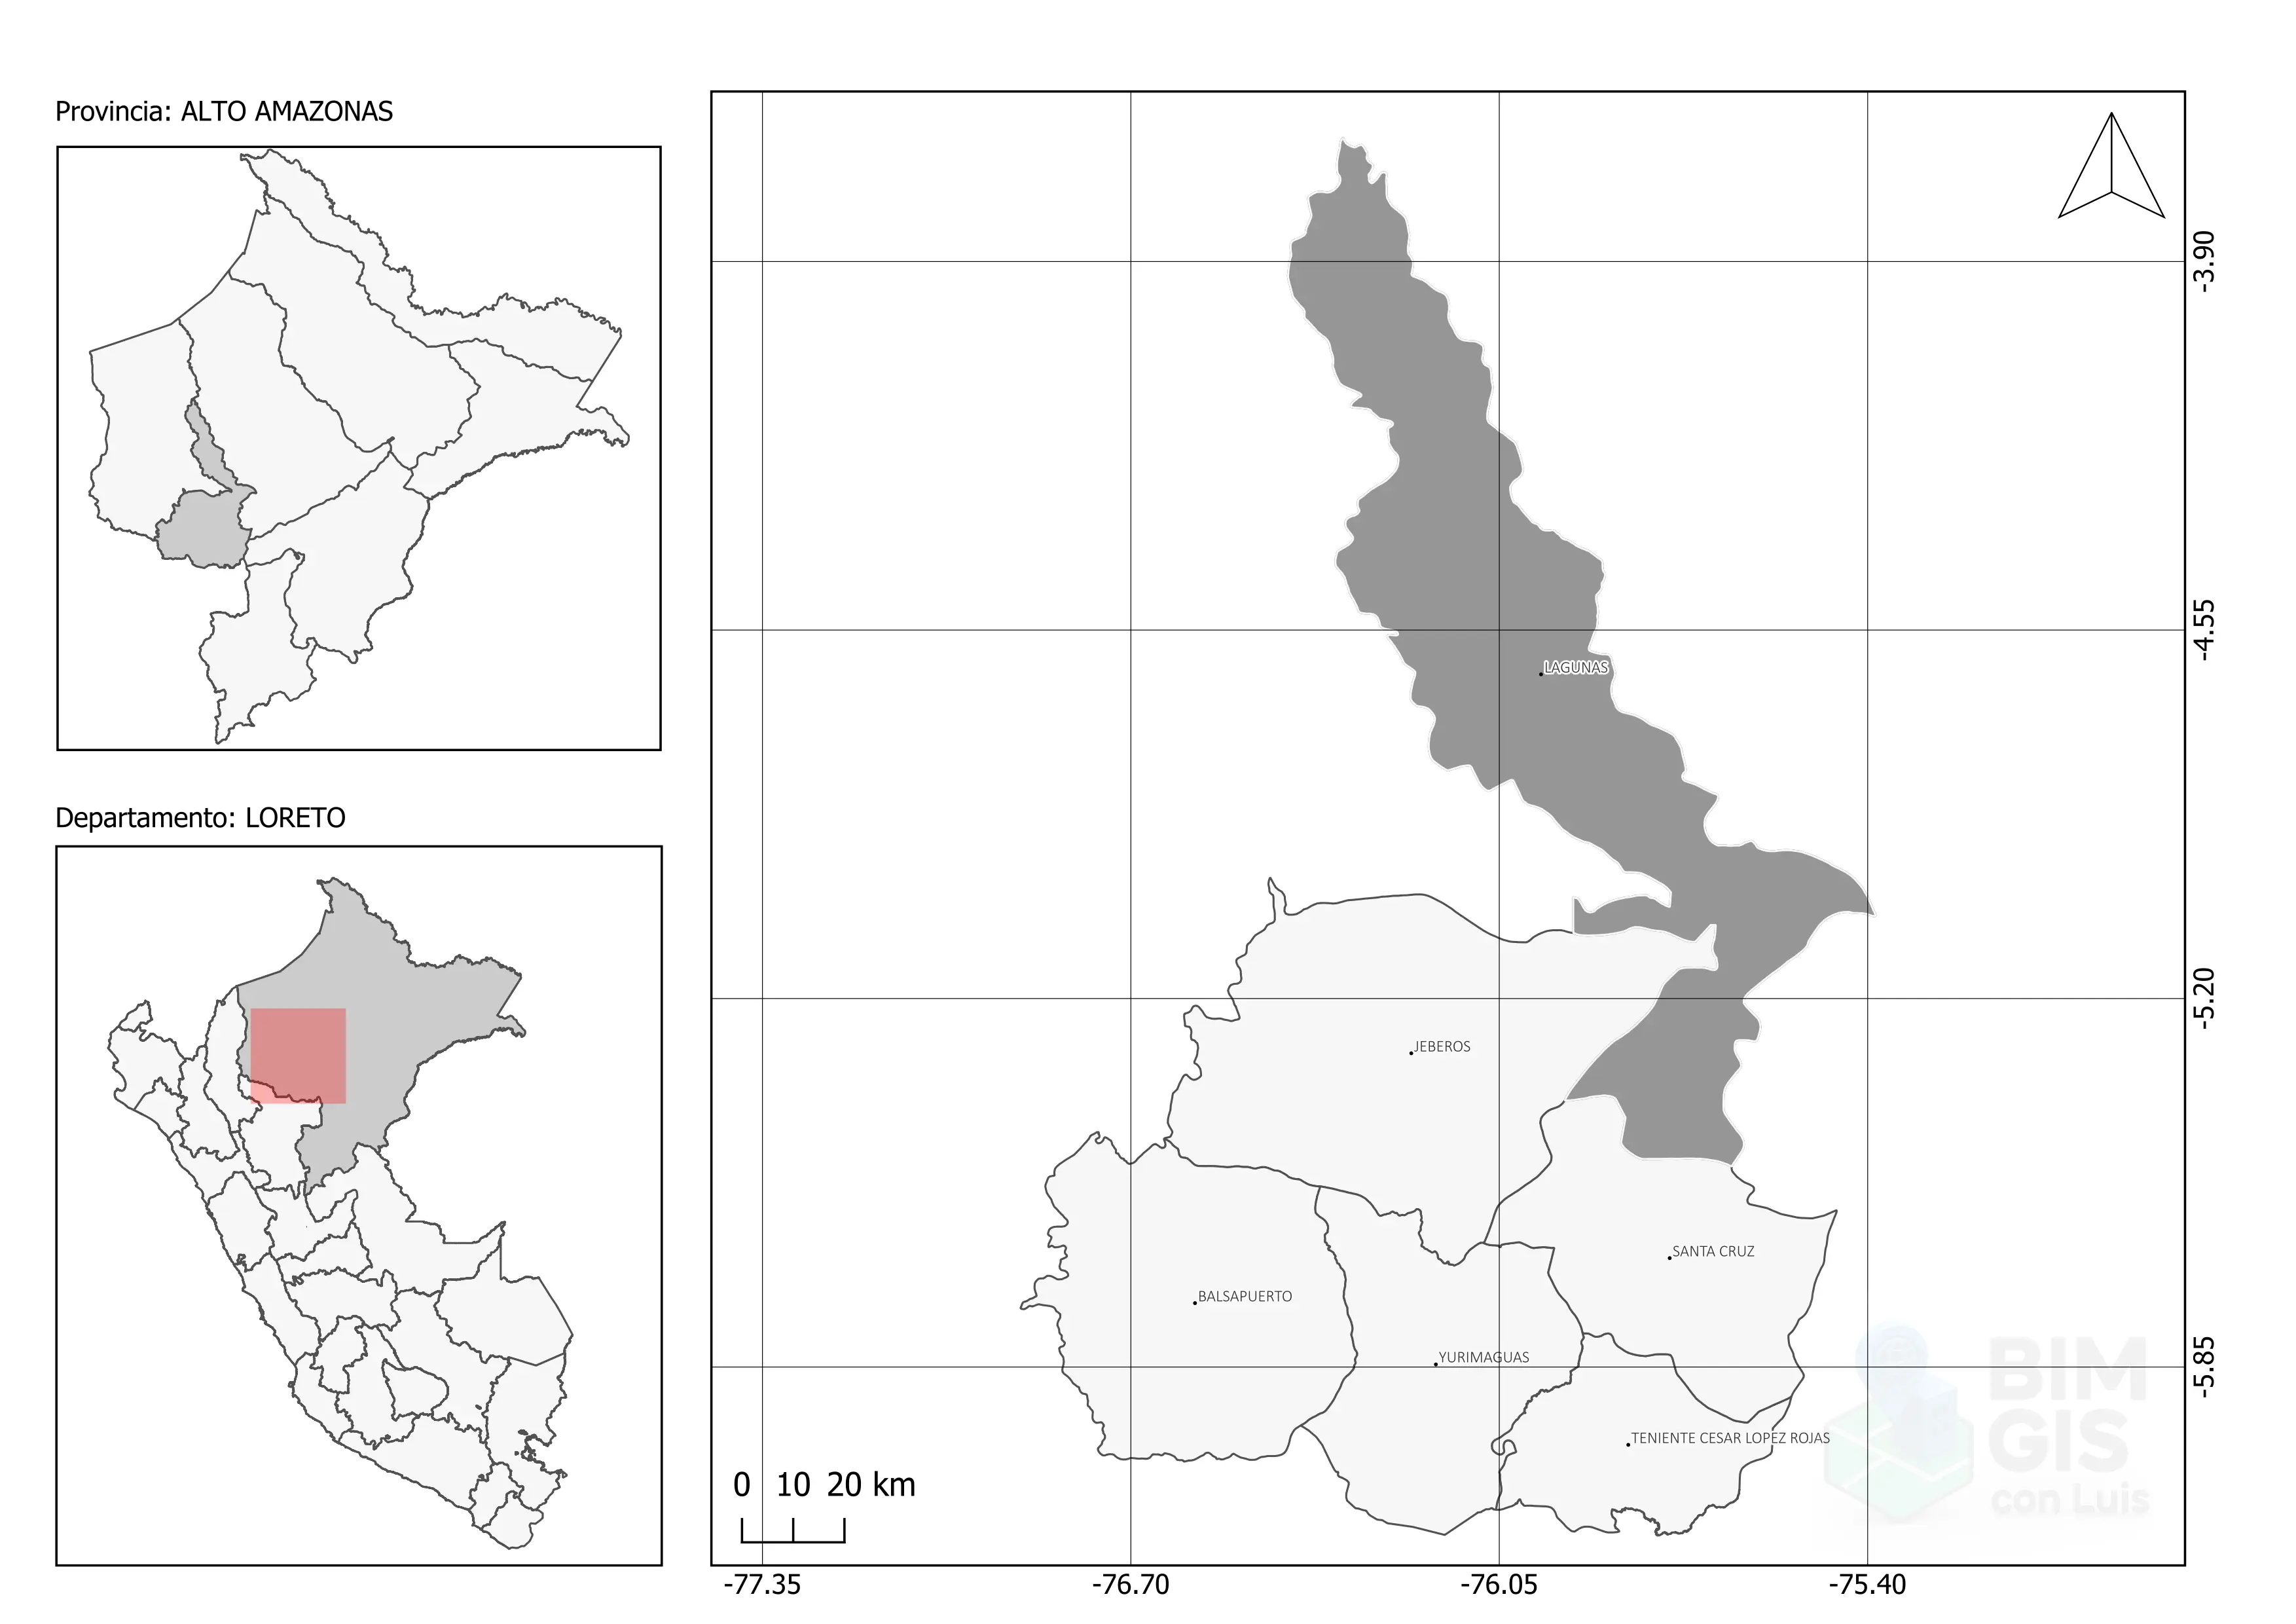 Provincia: ALTO AMAZONAS
Departamento: LORETO
LAGUNAS
JEBEROS
SANTA CRUZ
BALSAPUERTO
YURIMAGUAS
TENIENTE CESAR LOPEZ ROJAS
-3.90
-4.55
-5.20
-5.85
0 10 20 km
-77.35 -76.70 -76.05 -75.40
BIM
GIS
con Luis